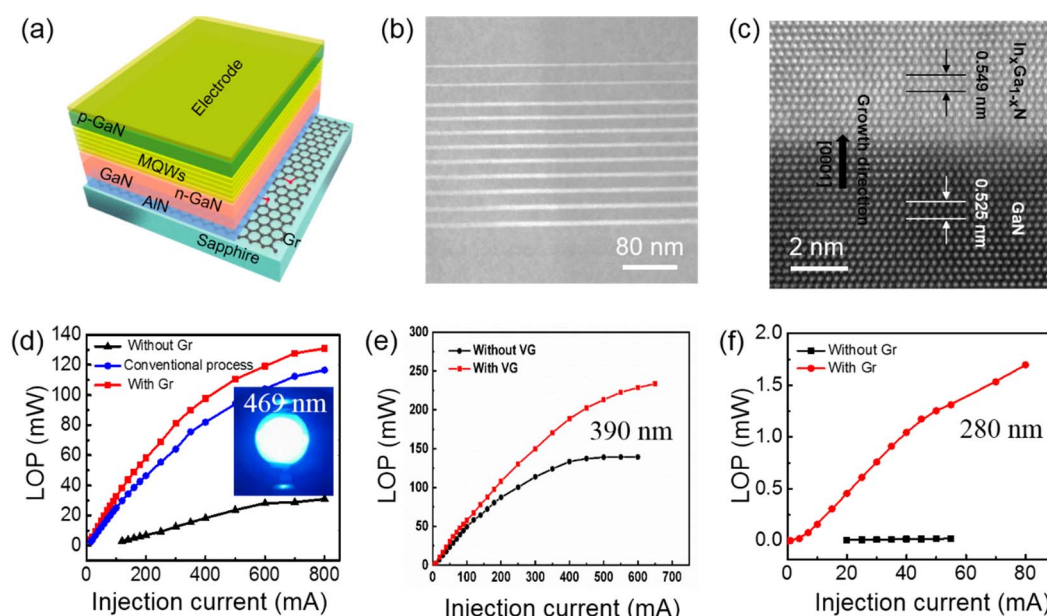 (a)
Electrode
p-GaN
MQWs
GaN
n-GaN
AlN
Gr
Sapphire
(b)
80 nm
(c)
InxGa1-xN
0.549 nm
Growth direction
[0001]
0.525 nm
GaN
2 nm
(d)
LOP (mW)
140
120
100
80
60
40
20
0
Without Gr
Conventional process
With Gr
469 nm
0 200 400 600 800
Injection current (mA)
(e)
LOP (mW)
300
250
200
150
100
50
0
Without VG
With VG
390 nm
0 100 200 300 400 500 600 700
Injection current (mA)
(f)
LOP (mW)
2.0
1.5
1.0
0.5
0.0
Without Gr
With Gr
280 nm
0 20 40 60 80
Injection current (mA)